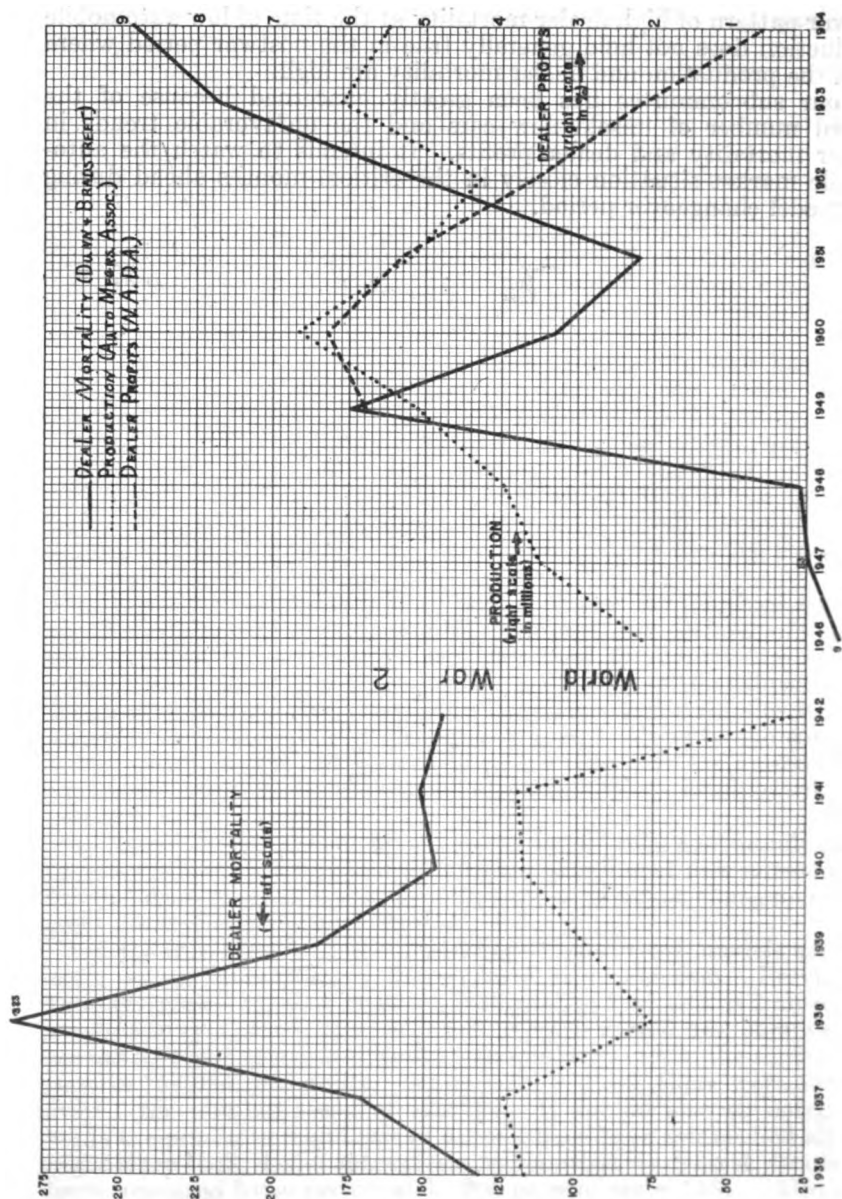 DEALER MORTALITY (DUNN + BRADSTREET)
PRODUCTION (AUTO MFGRS ASSOC.)
DEALER PROFITS (N.A.D.A.)
275
250
225
200
175
150
125
100
75
50
25
9
8
7
6
5
4
3
2
1
325
DEALER MORTALITY
scale)
World War 2
PRODUCTION →
(right scale
in millions)
DEALER PROFITS →
(right scale
in %)
9
1936 1937 1938 1939 1940 1941 1942 1946 1947 1948 1949 1950 1951 1952 1953 1954